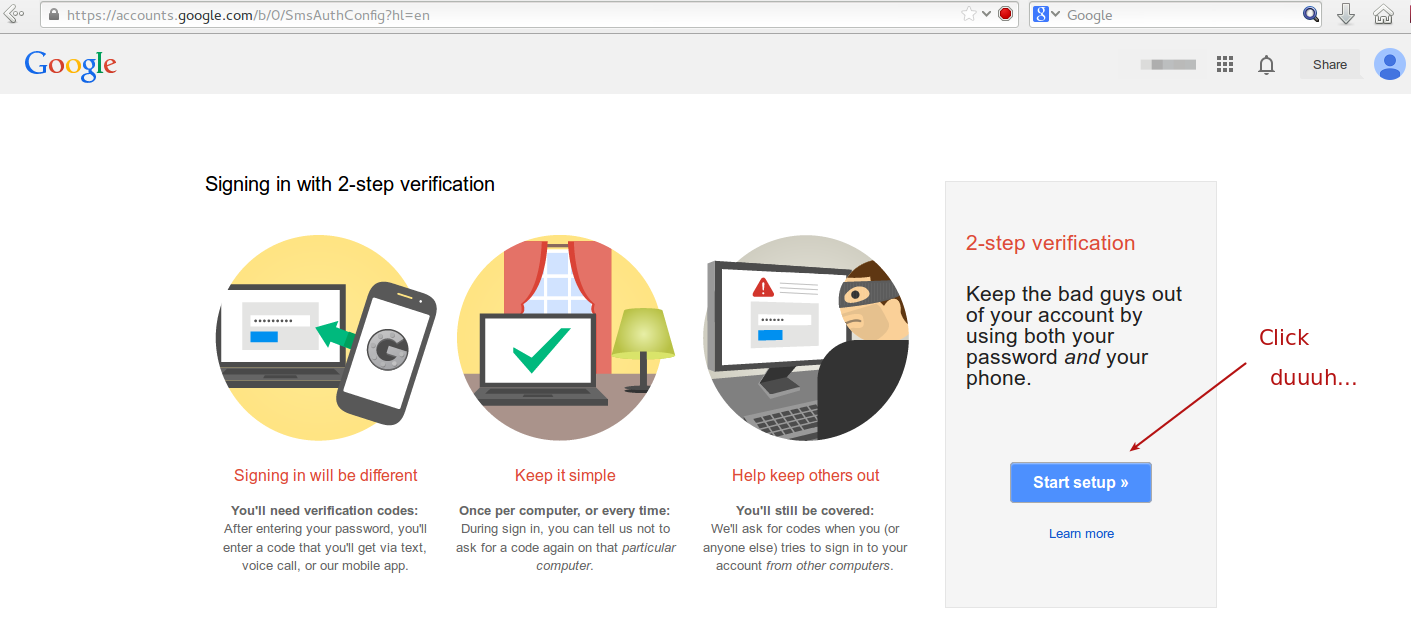 https://accounts.google.com/b/0/SmsAuthConfig?hl=en
8 Google
Google
Share
Signing in with 2-step verification
G
Signing in will be different
You'll need verification codes:
After entering your password, you'll
enter a code that you'll get via text,
voice call, or our mobile app.
Keep it simple
Once per computer, or every time:
During sign in, you can tell us not to
ask for a code again on that particular
computer.
Help keep others out
You'll still be covered:
We'll ask for codes when you (or
anyone else) tries to sign in to your
account from other computers.
2-step verification
Keep the bad guys out
of your account by
using both your
password and your
phone.
Start setup »
Learn more
Click
duuuh...